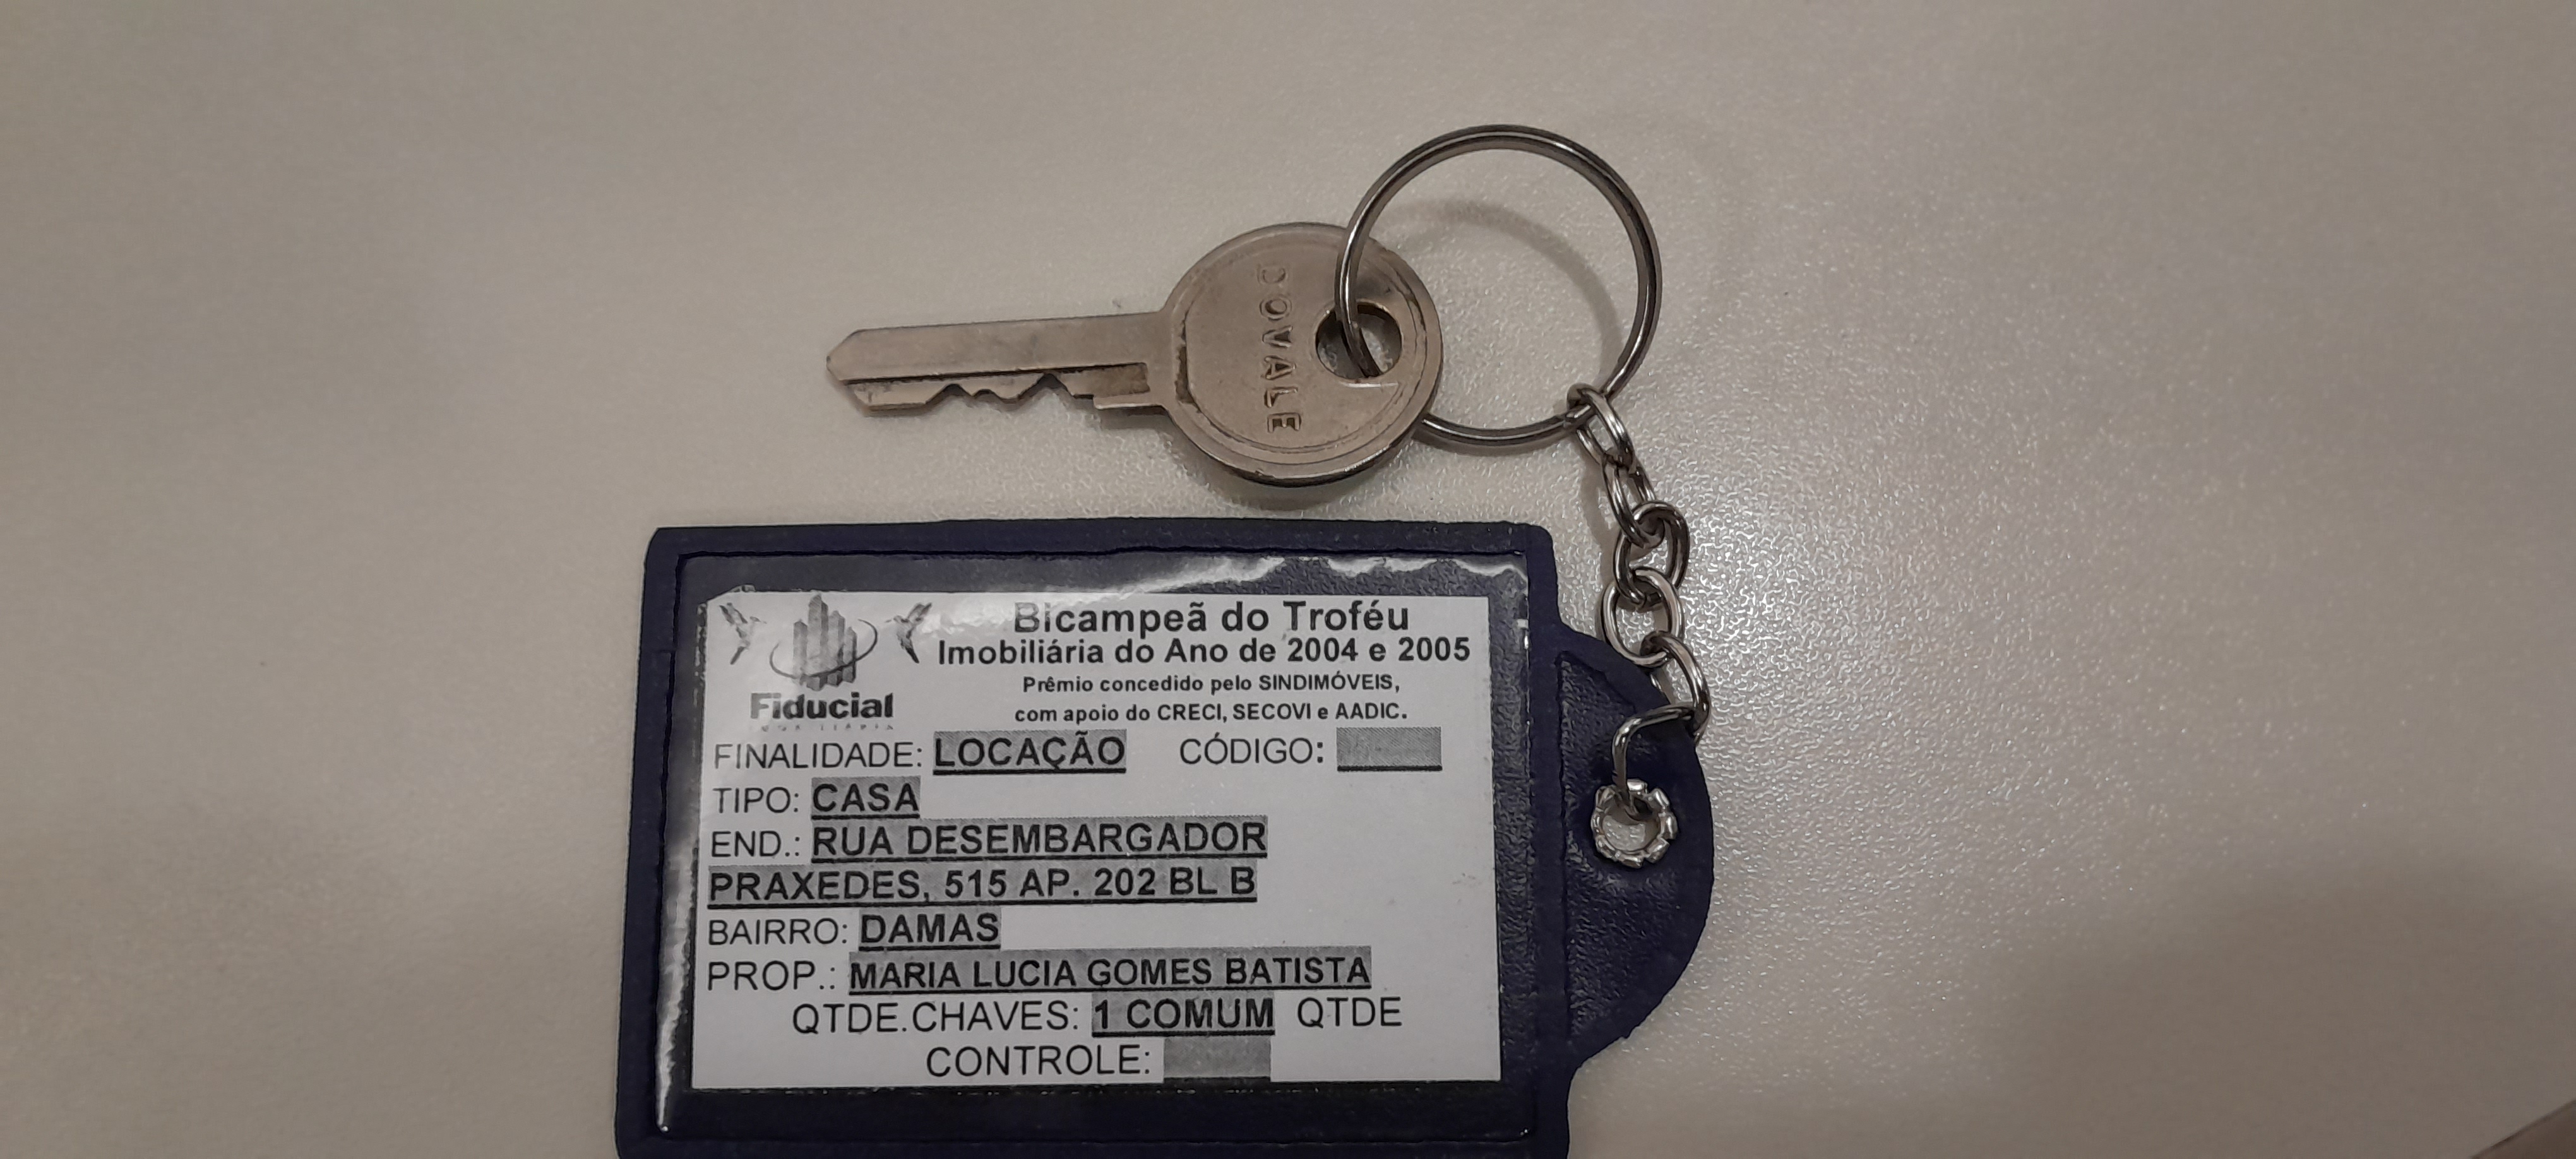 DOVALE
Bicampeã do Troféu
Imobiliária do Ano de 2004 e 2005
Prêmio concedido pelo SINDIMÓVEIS,
com apoio do CRECI, SECOVI e AADIC.
Fiducial
FINALIDADE: LOCAÇÃO CÓDIGO:
TIPO: CASA
END.: RUA DESEMBARGADOR
PRAXEDES, 515 AP. 202 BL B
BAIRRO: DAMAS
PROP.: MARIA LUCIA GOMES BATISTA
QTDE.CHAVES: 1 COMUM QTDE
CONTROLE: